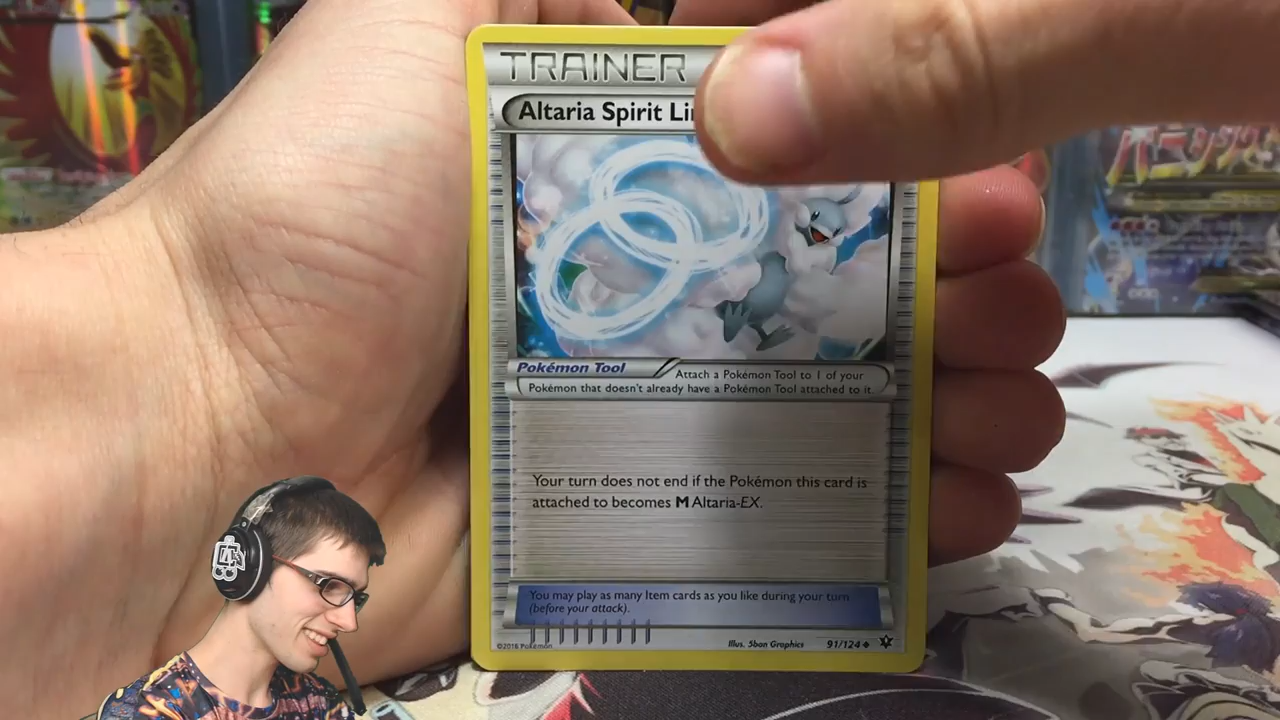 TRAINER
Altaria Spirit Li
Pokémon Tool
Attach a Pokémon Tool to 1 of your
Pokémon that doesn't already have a Pokémon Tool attached to it.
Your turn does not end if the Pokémon this card is
attached to becomes M Altaria-EX.
You may play as many Item cards as you like during your turn
(before your attack).
©2016 Pokémon
Illus. 5ban Graphics
91/124